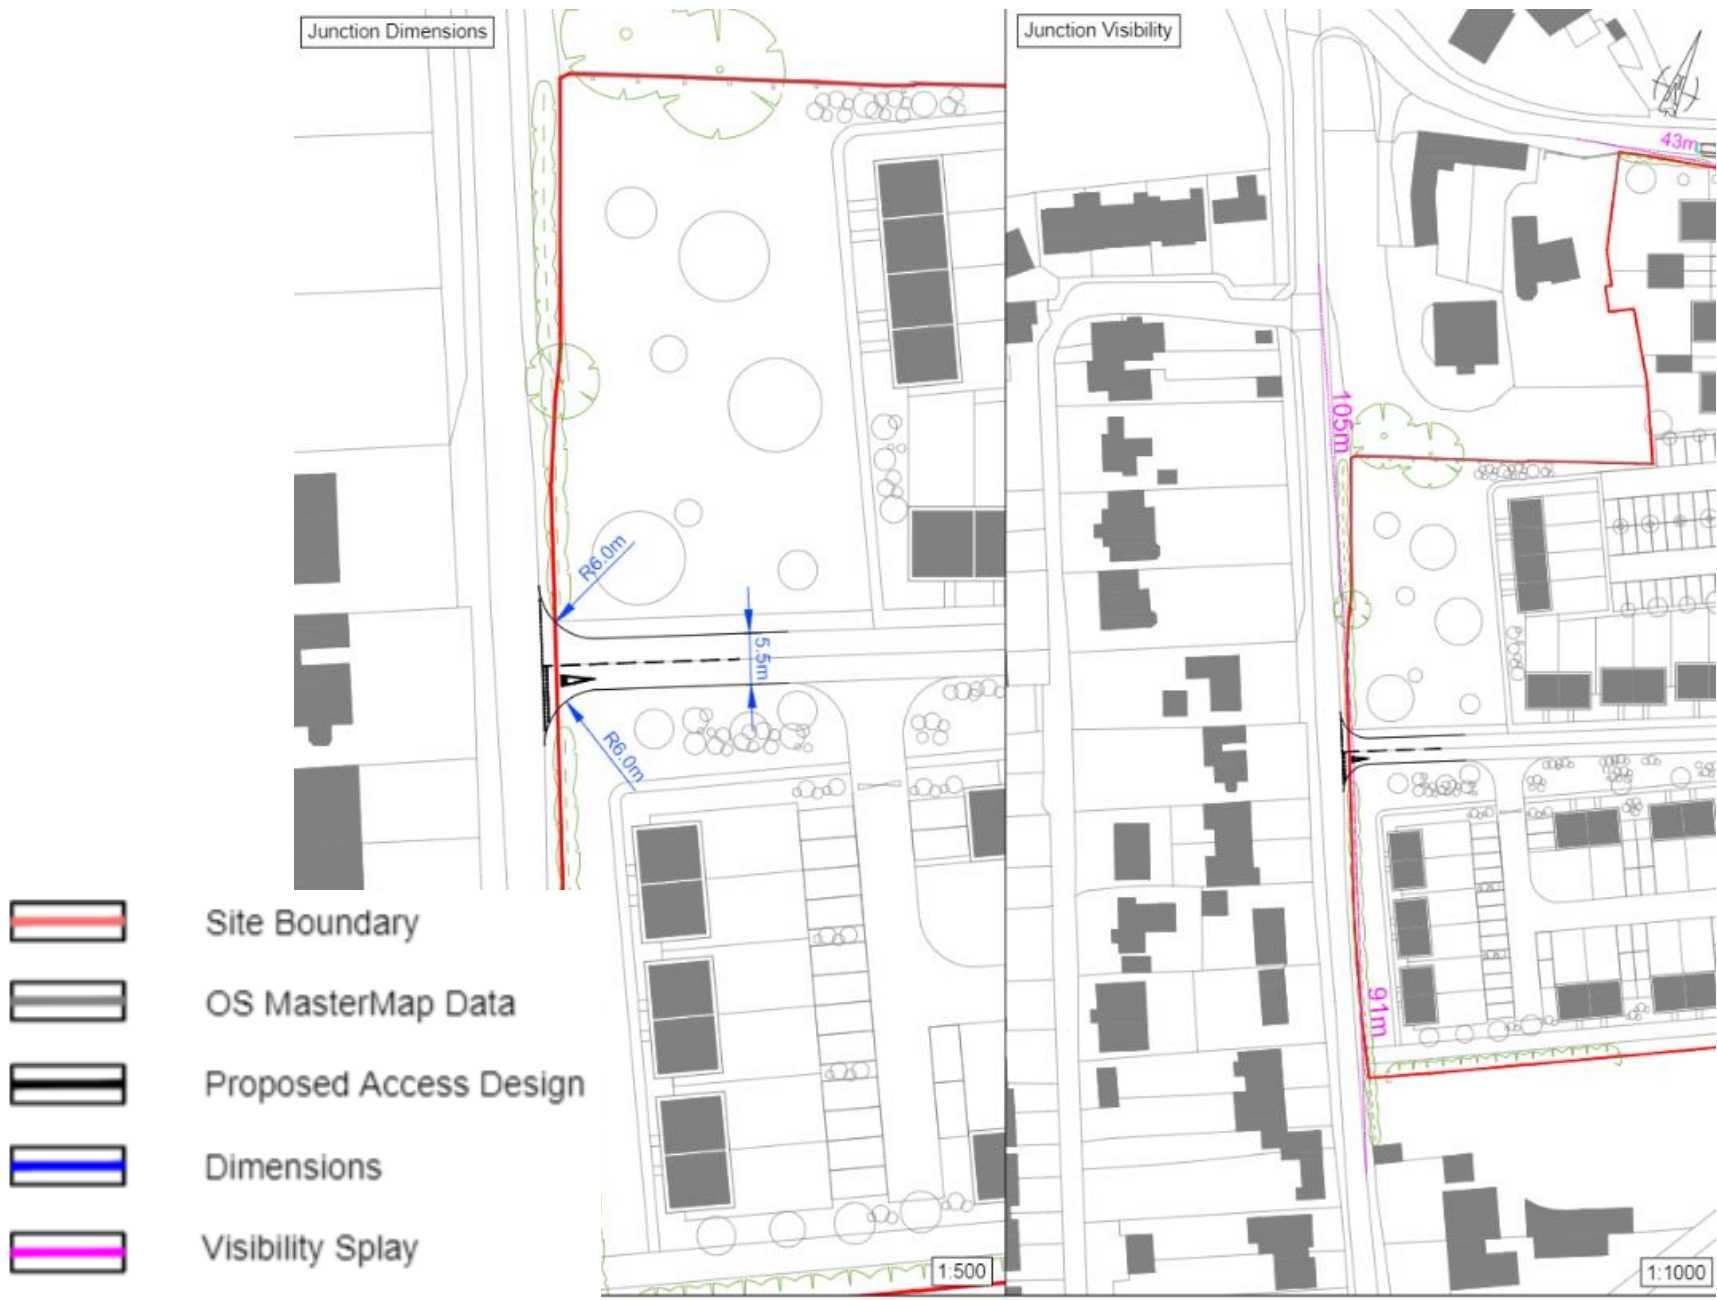 Junction Dimensions
Junction Visibility
43m
105m
R6.0m
5.5m
R6.0m
91m
Site Boundary
OS MasterMap Data
Proposed Access Design
Dimensions
Visibility Splay
1:500
1:1000